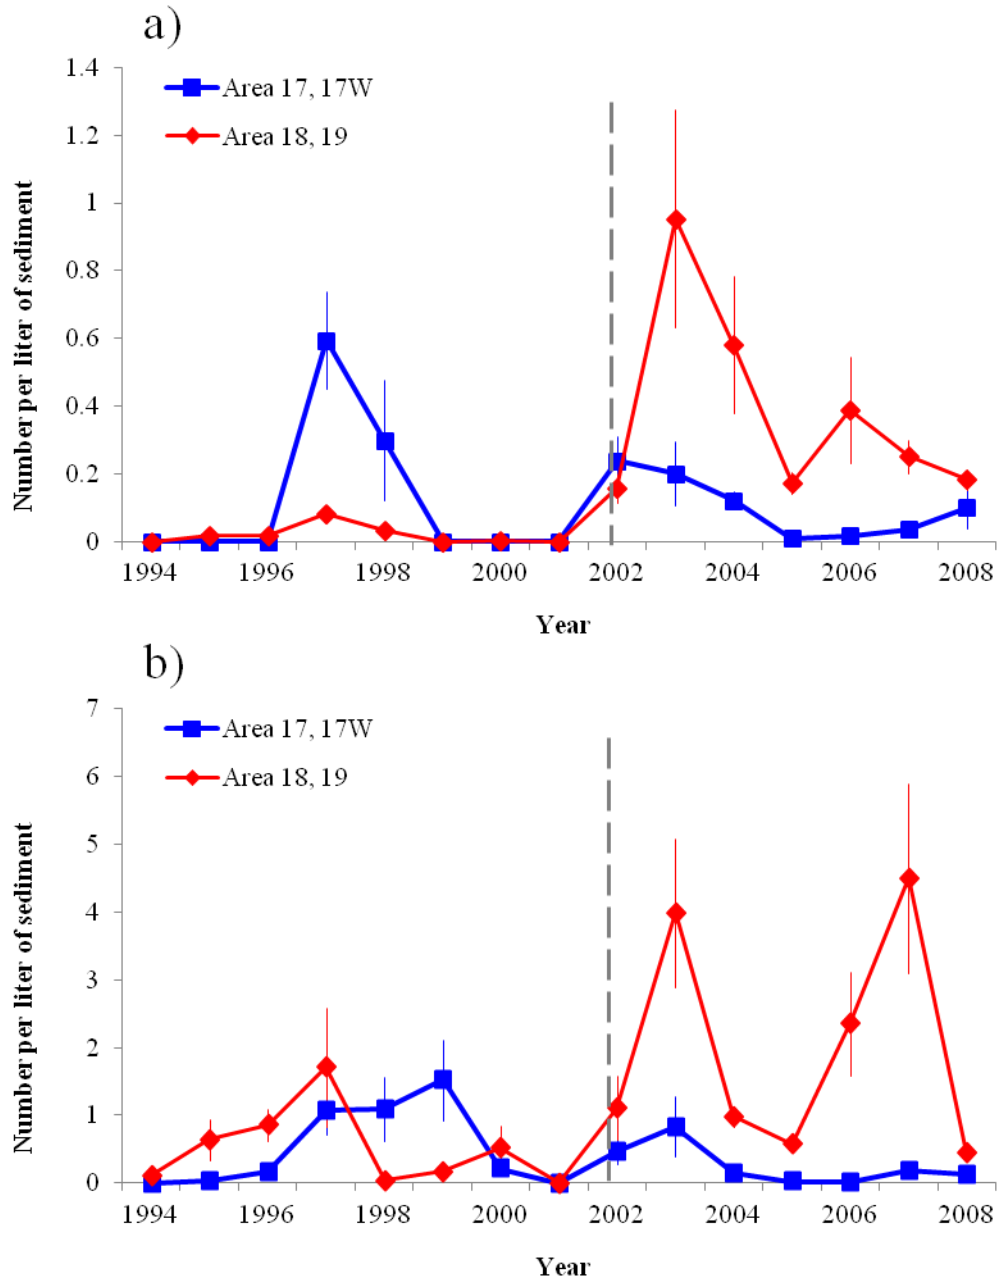 a)
1.4
1.2
1
0.8
0.6
0.4
0.2
0
Number per liter of sediment
Area 17, 17W
Area 18, 19
1994 1996 1998 2000 2002 2004 2006 2008
Year
b)
7
6
5
4
3
2
1
0
Number per liter of sediment
Area 17, 17W
Area 18, 19
1994 1996 1998 2000 2002 2004 2006 2008
Year